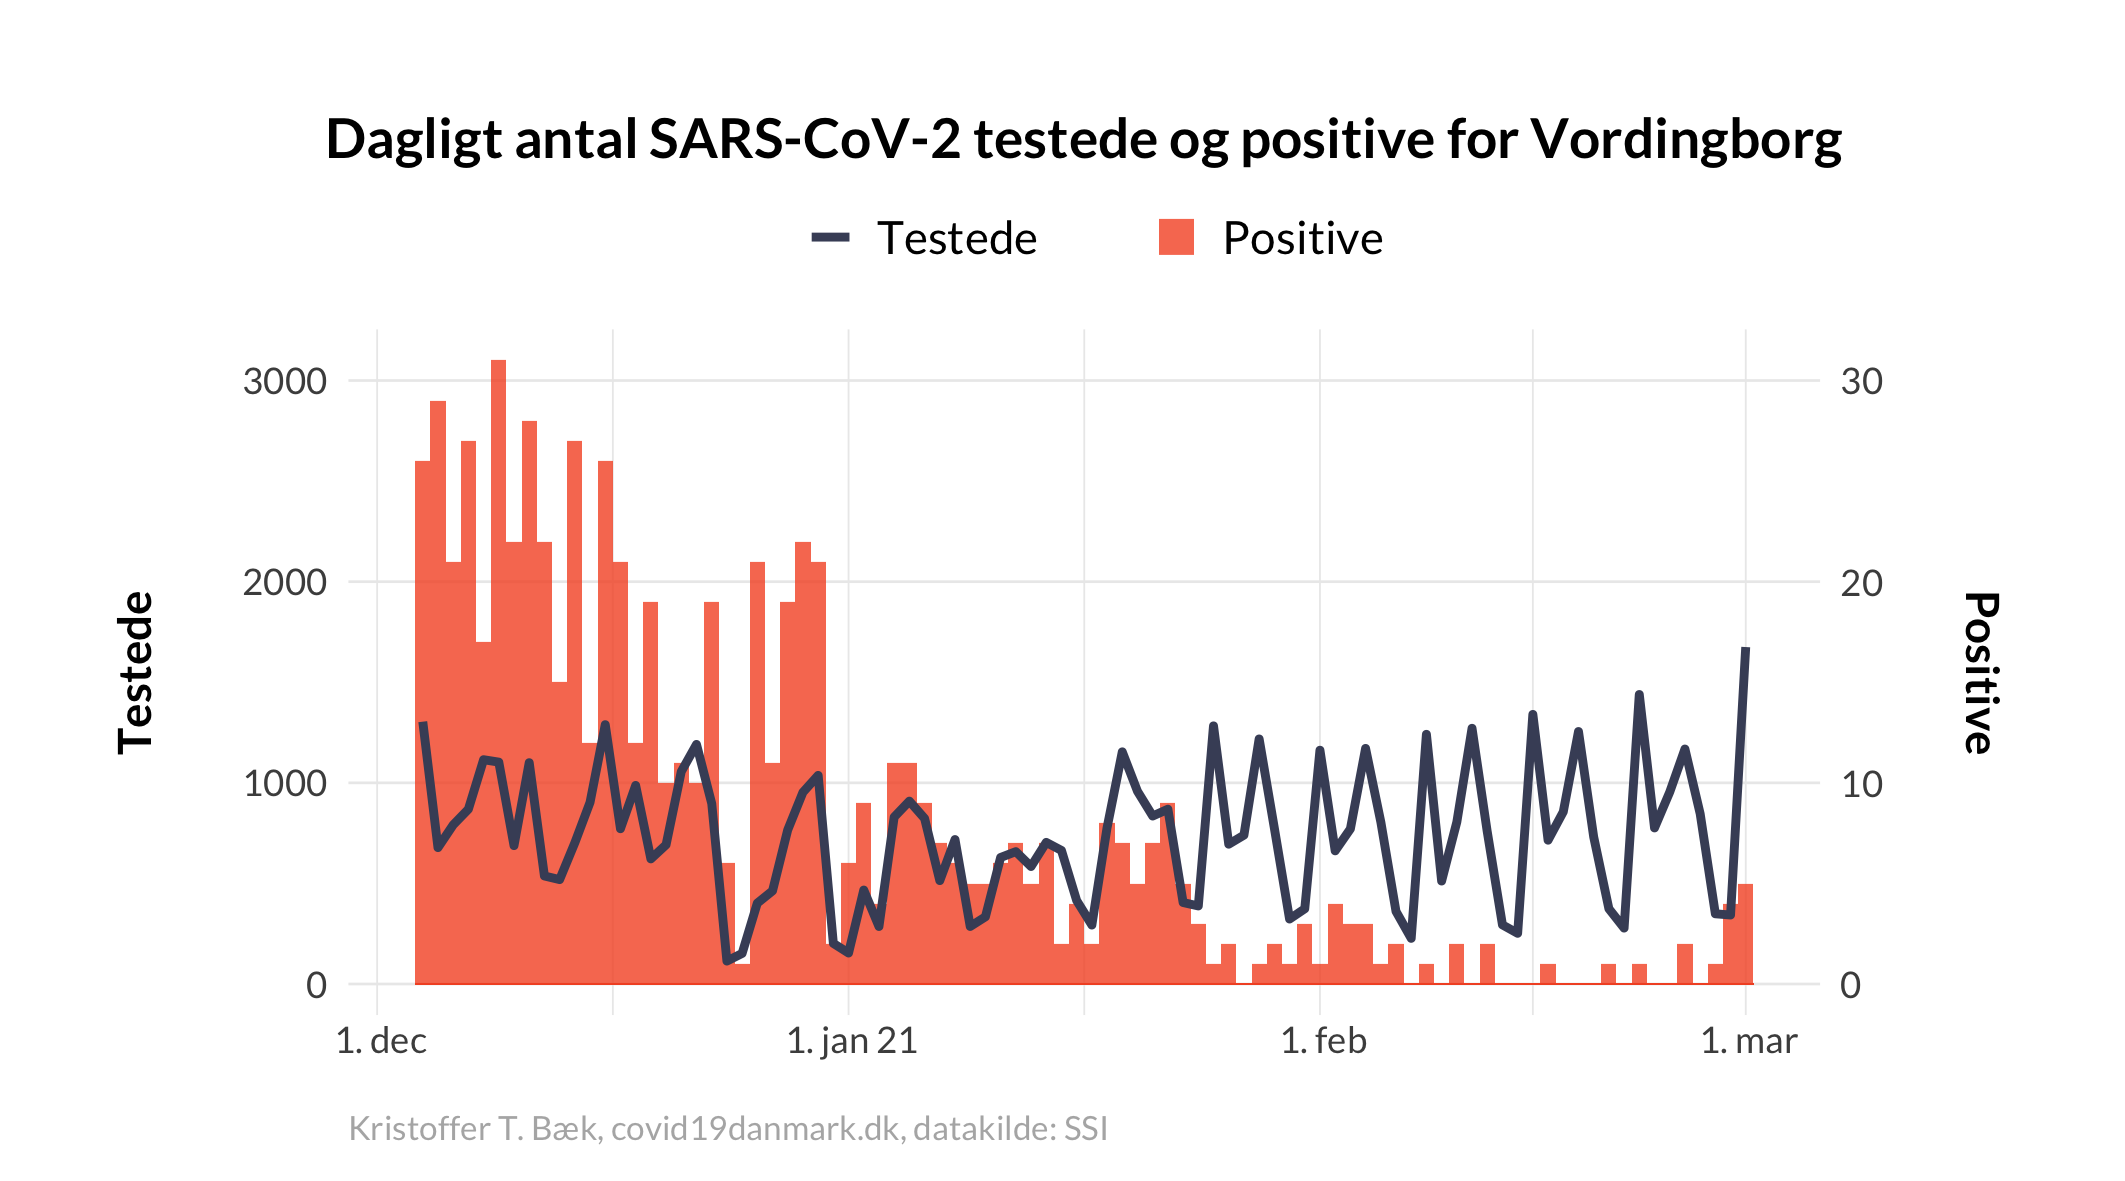 Dagligt antal SARS-CoV-2 testede og positive for Vordingborg
Testede
Positive
3000
2000
1000
0
Testede
30
20
10
0
Positive
1. dec
1. jan 21
1. feb
1. mar
Kristoffer T. Bæk, covid19danmark.dk, datakilde: SSI